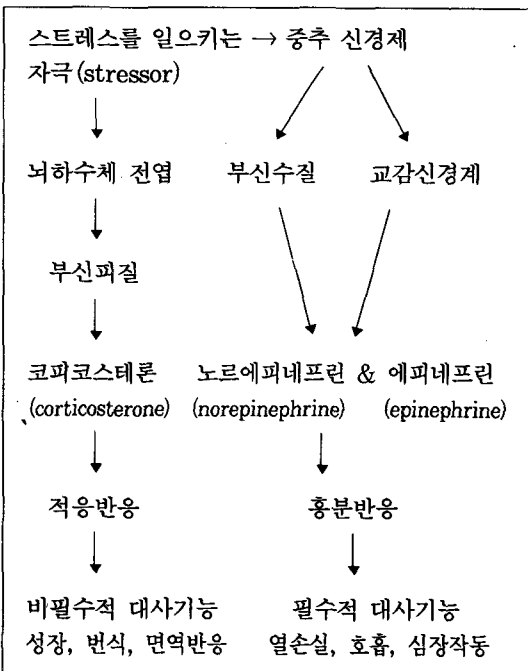 스트레스를 일으키는 → 중추 신경제
자극(stressor)
뇌하수체 전엽 부신수질 교감신경계
부신피질
코피코스테론 노르에피네프린 & 에피네프린
(corticosterone) (norepinephrine) (epinephrine)
적응반응 흥분반응
비필수적 대사기능 필수적 대사기능
성장, 번식, 면역반응 열손실, 호흡, 심장작동